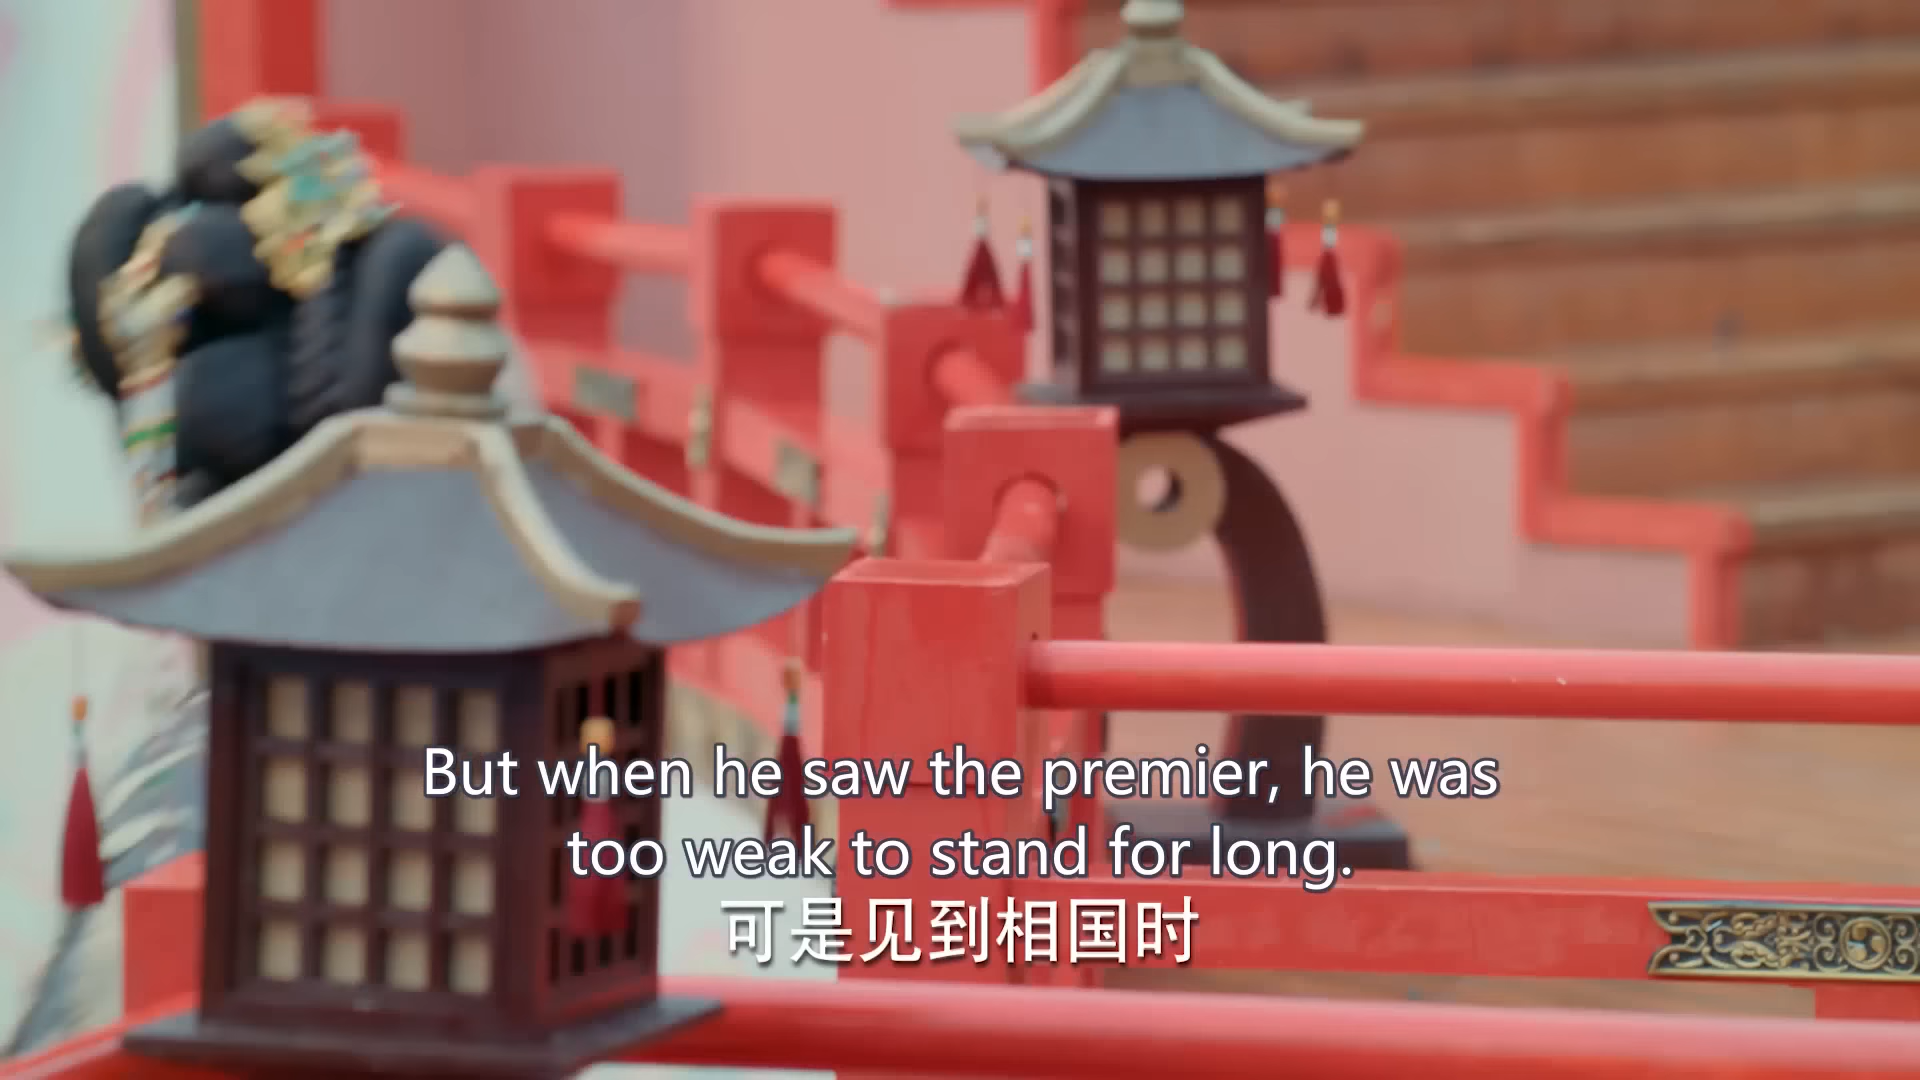 But when he saw the premier, he was
too weak to stand for long.
可是见到相国时